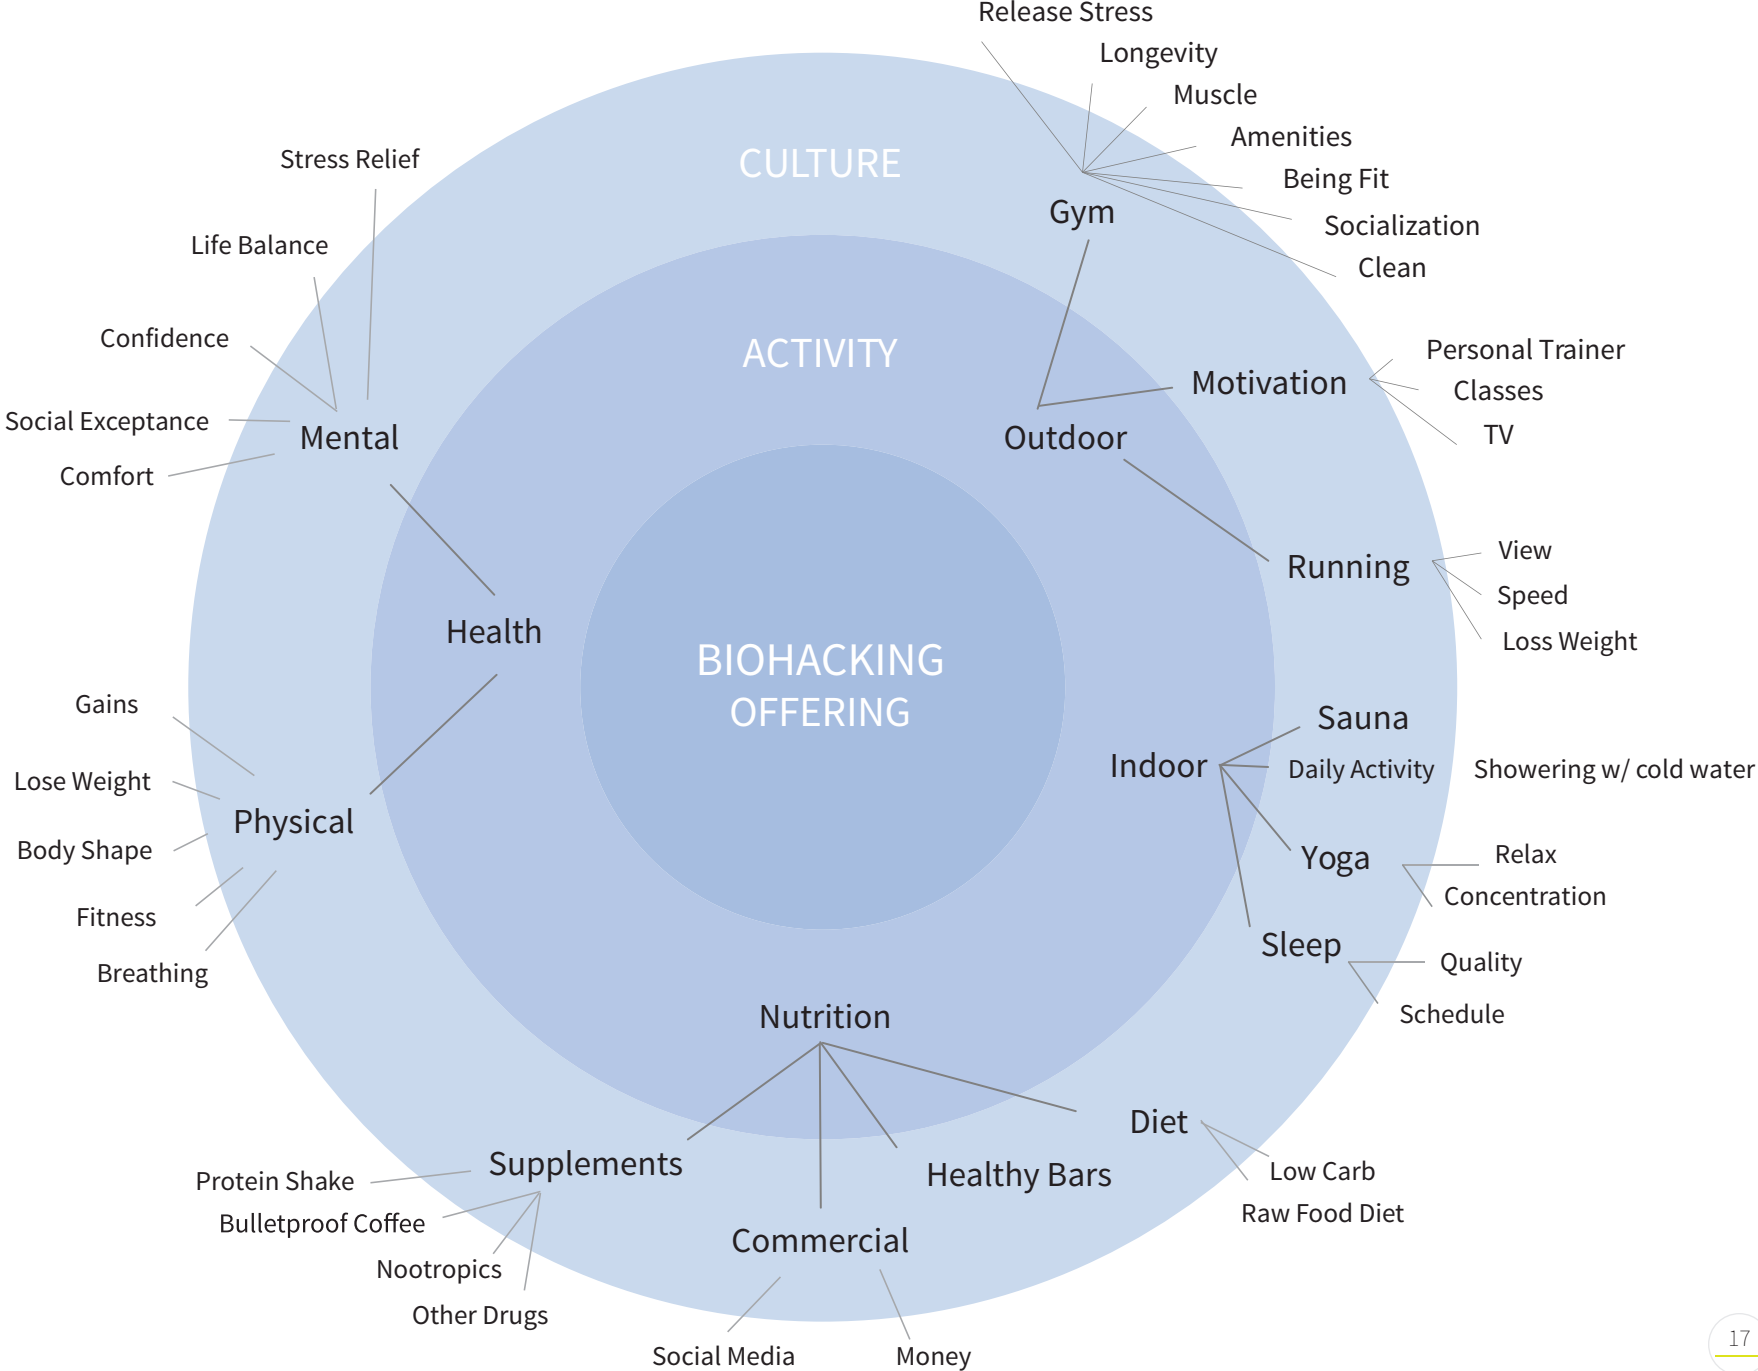 Release Stress
Longevity
Muscle
Amenities
Being Fit
Socialization
Clean
Gym
CULTURE
Stress Relief
Life Balance
Confidence
Social Exceptance
Comfort
Mental
ACTIVITY
Outdoor
Motivation
Personal Trainer
Classes
TV
Running
View
Speed
Loss Weight
Health
BIOHACKING
OFFERING
Gains
Lose Weight
Body Shape
Fitness
Breathing
Physical
Indoor
Sauna
Daily Activity
Showering w/ cold water
Yoga
Relax
Concentration
Sleep
Quality
Schedule
Nutrition
Diet
Low Carb
Raw Food Diet
Healthy Bars
Supplements
Protein Shake
Bulletproof Coffee
Nootropics
Other Drugs
Commercial
Social Media
Money
17